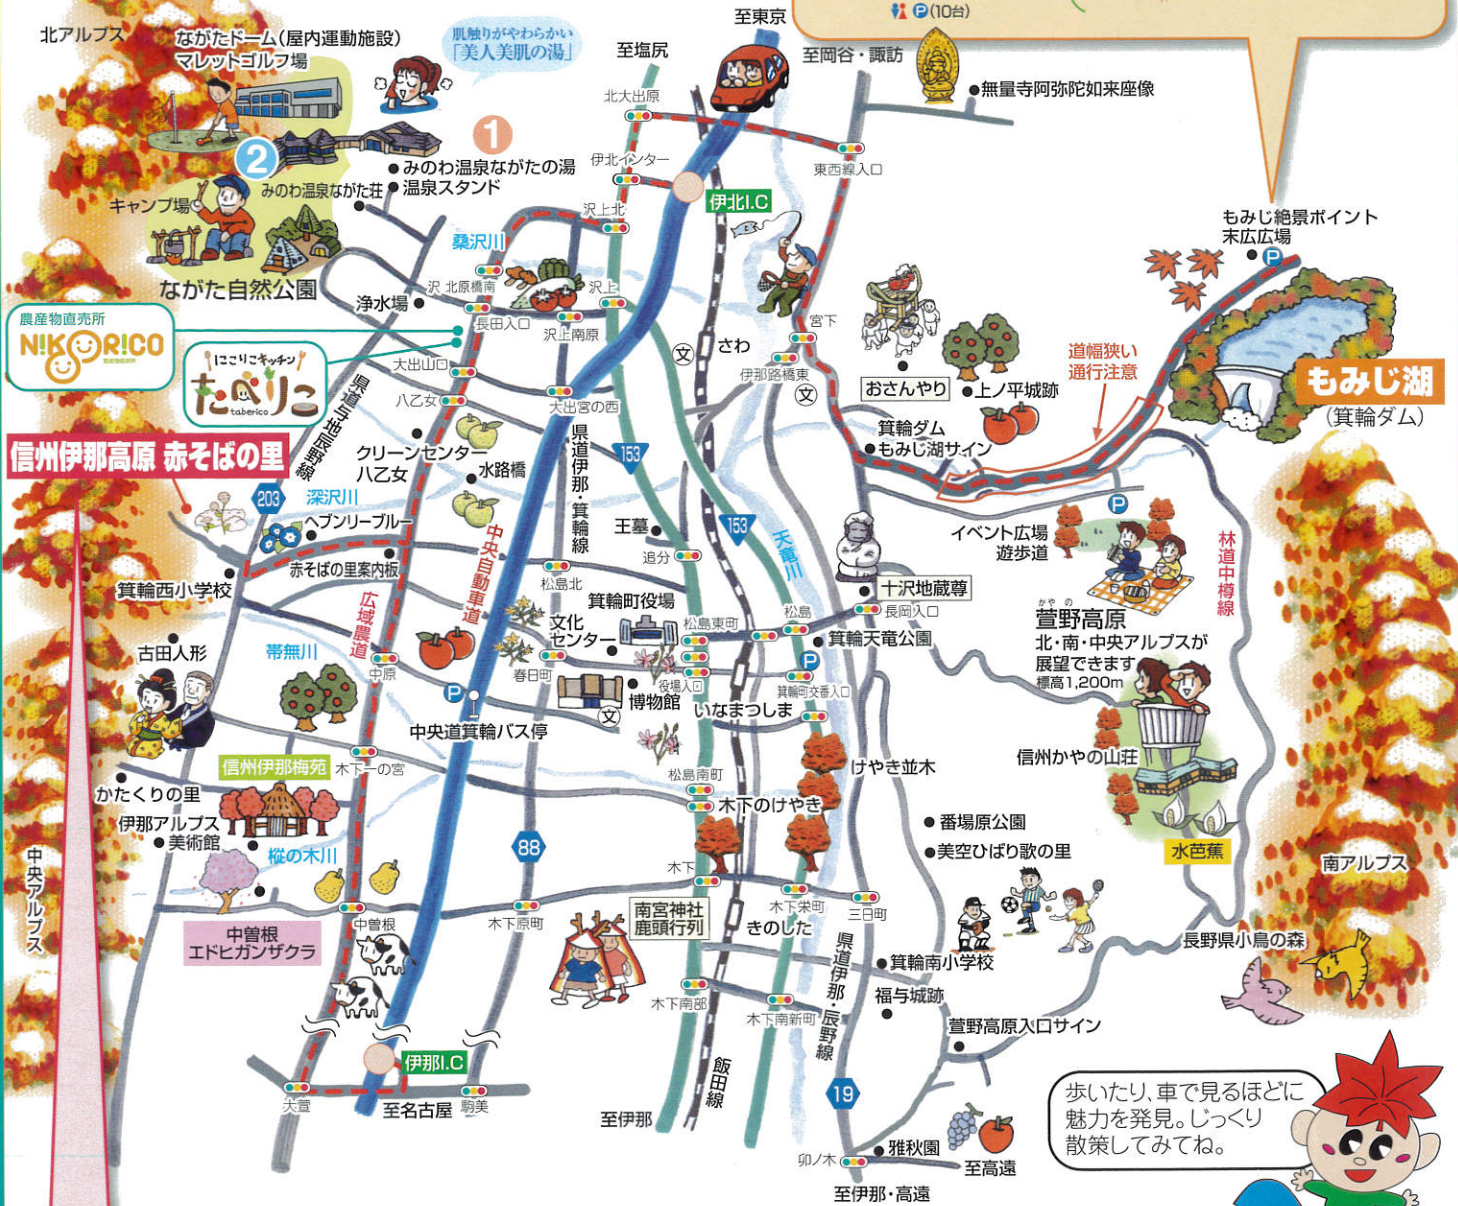 至東京
(10台)
北アルプス
ながたドーム(屋内運動施設)
マレットゴルフ場
肌触りがやわらかい
「美人美肌の湯」
至塩尻
至岡谷・諏訪
無量寺阿弥陀如来座像
北大出原
1
2
伊北インター
東西線入口
みのわ温泉ながたの湯
温泉スタンド
みのわ温泉ながた荘
キャンプ場
伊北I.C
沢上北
もみじ絶景ポイント
末広広場
P
桑沢川
ながた自然公園
沢
北原橋南
沢上
浄水場
長田入口
沢上南原
農産物直売所
NIKORICO
にこりこキッチン
たべりこ
taberico
宮下
文
さわ
伊那路橋東
文
道幅狭い
通行注意
もみじ湖
(箕輪ダム)
大出山口
おさんやり
上ノ平城跡
八乙女
大出宮の西
県道与地辰野線
箕輪ダム
もみじ湖サイン
信州伊那高原 赤そばの里
クリーンセンター
八乙女
水路橋
県道伊那・箕輪線
153
203
深沢川
ヘブンリーブルー
中央自動車道
王墓
153
天竜川
P
イベント広場
遊歩道
林道中樽線
追分
赤そばの里案内板
箕輪西小学校
松島北
十沢地蔵尊
箕輪町役場
広域農道
文化
センター
松島東町
松島
長岡入口
かやの
萱野高原
北・南・中央アルプスが
展望できます
標高1,200m
箕輪天竜公園
古田人形
帯無川
中原
春日町
役場入口
P
箕輪町交番入口
P
博物館
文
いなまつしま
中央道箕輪バス停
信州伊那梅苑
木下一の宮
松島南町
けやき並木
信州かやの山荘
かたくりの里
木下のけやき
伊那アルプス
美術館
樅の木川
88
番場原公園
美空ひばり歌の里
水芭蕉
中央アルプス
南アルプス
木下
中曽根
木下原町
南宮神社
鹿頭行列
木下栄町
三日町
きのした
中曽根
エドヒガンザクラ
長野県小鳥の森
県道伊那・辰野線
箕輪南小学校
木下南部
木下南新町
福与城跡
萱野高原入口サイン
伊那I.C
飯田線
19
大萱
至名古屋
駒美
至伊那
歩いたり、車で見るほどに
魅力を発見。じっくり
散策してみてね。
卯ノ木
雅秋園
至高遠
至伊那・高遠